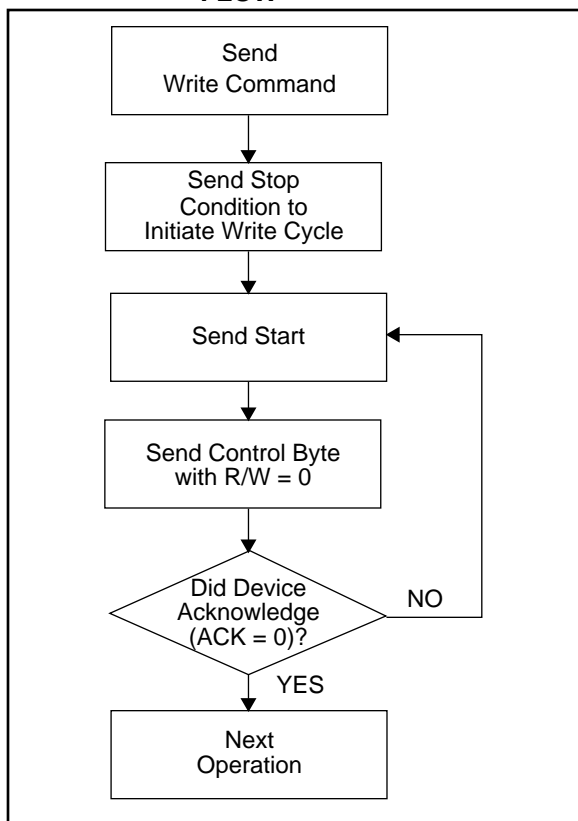 Send
Write Command
Send Stop
Condition to
Initiate Write Cycle
Send Start
Send Control Byte
with R/W = 0
Did Device
Acknowledge
(ACK = 0)?
NO
YES
Next
Operation